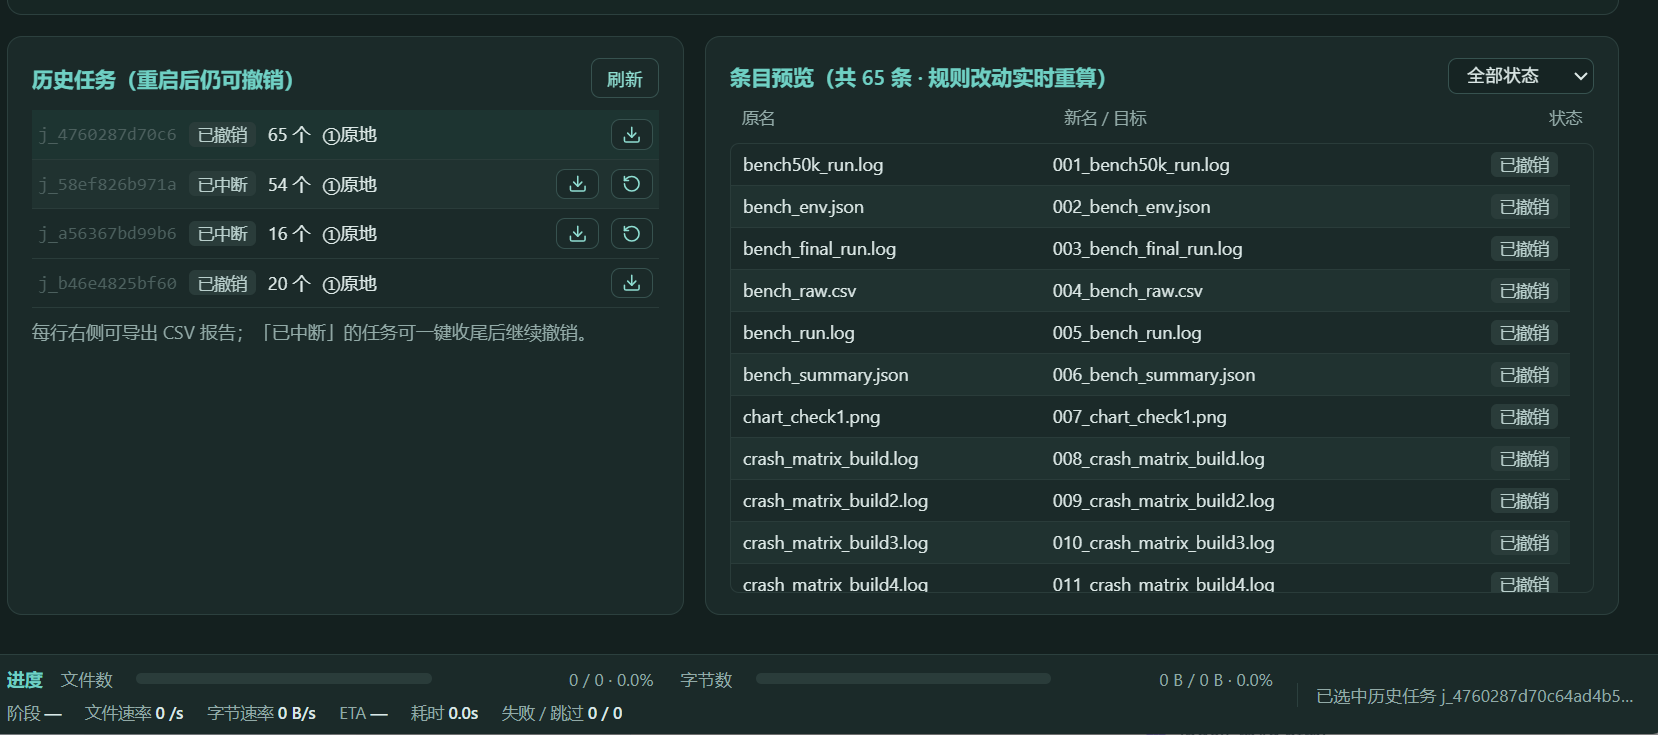 历史任务（重启后仍可撤销）
刷新
j_4760287d70c6 已撤销 65 个 ①原地
j_58ef826b971a 已中断 54 个 ①原地
j_a56367bd99b6 已中断 16 个 ①原地
j_b46e4825bf60 已撤销 20 个 ①原地
每行右侧可导出 CSV 报告；「已中断」的任务可一键收尾后继续撤销。
条目预览（共 65 条 · 规则改动实时重算）
全部状态
原名 新名 / 目标 状态
bench50k_run.log 001_bench50k_run.log 已撤销
bench_env.json 002_bench_env.json 已撤销
bench_final_run.log 003_bench_final_run.log 已撤销
bench_raw.csv 004_bench_raw.csv 已撤销
bench_run.log 005_bench_run.log 已撤销
bench_summary.json 006_bench_summary.json 已撤销
chart_check1.png 007_chart_check1.png 已撤销
crash_matrix_build.log 008_crash_matrix_build.log 已撤销
crash_matrix_build2.log 009_crash_matrix_build2.log 已撤销
crash_matrix_build3.log 010_crash_matrix_build3.log 已撤销
crash_matrix_build4.log 011_crash_matrix_build4.log 已撤销
进度 文件数 0 / 0 · 0.0% 字节数 0 B / 0 B · 0.0%
阶段 — 文件速率 0 /s 字节速率 0 B/s ETA — 耗时 0.0s 失败 / 跳过 0 / 0
已选中历史任务 j_4760287d70c64ad4b5...